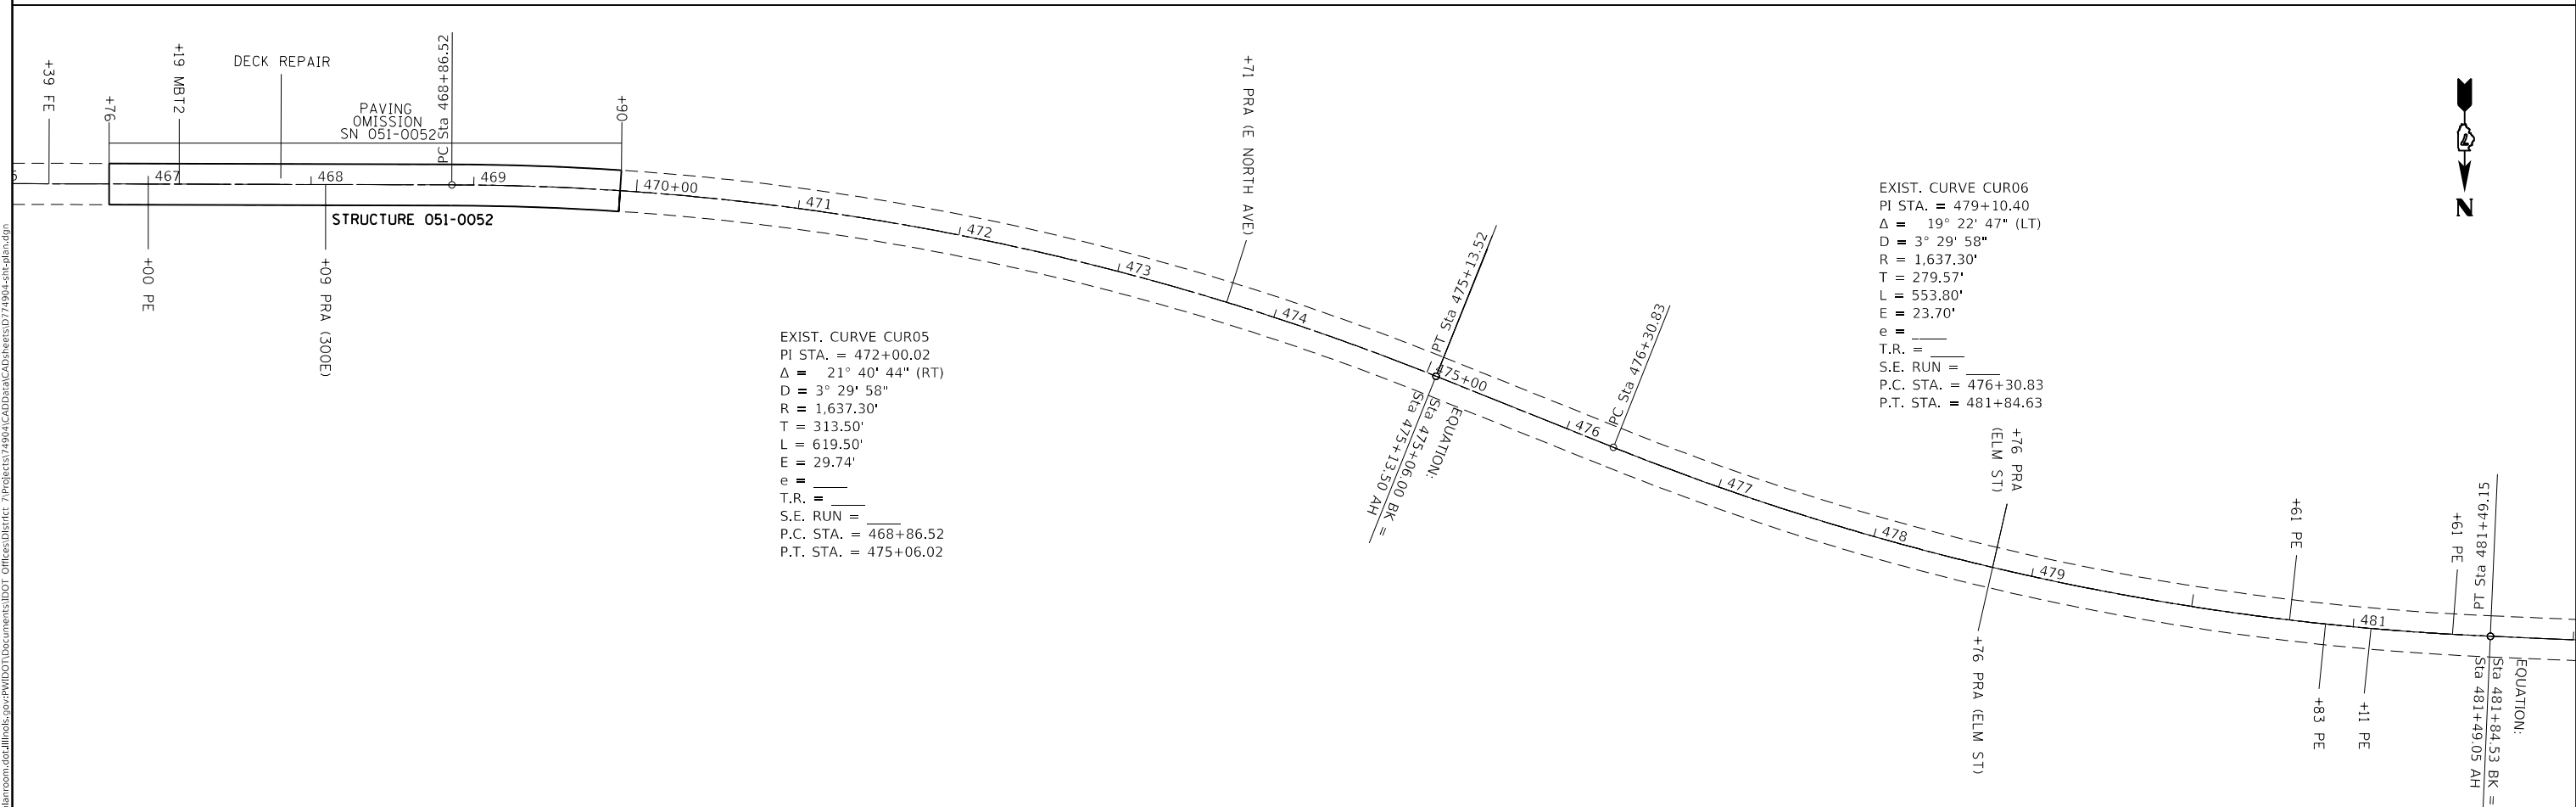 +39 FE
+76
+19 MBT2
DECK REPAIR
PAVING
OMISSION
SN 051-0052
PC Sta 468+86.52
+90
467
468
469
470+00
471
472
473
474
475+00
476
477
478
479
481
STRUCTURE 051-0052
+00 PE
+09 PRA (300E)
+71 PRA (E NORTH AVE)
EXIST. CURVE CUR05
PI STA. = 472+00.02
Δ = 21° 40' 44" (RT)
D = 3° 29' 58"
R = 1,637.30'
T = 313.50'
L = 619.50'
E = 29.74'
e = ____
T.R. = ____
S.E. RUN = ____
P.C. STA. = 468+86.52
P.T. STA. = 475+06.02
PT Sta 475+13.52
EQUATION:
Sta 475+06.00 BK =
Sta 475+13.50 AH
PC Sta 476+30.83
EXIST. CURVE CUR06
PI STA. = 479+10.40
Δ = 19° 22' 47" (LT)
D = 3° 29' 58"
R = 1,637.30'
T = 279.57'
L = 553.80'
E = 23.70'
e = ____
T.R. = ____
S.E. RUN = ____
P.C. STA. = 476+30.83
P.T. STA. = 481+84.63
+76 PRA
(ELM ST)
+76 PRA (ELM ST)
+61 PE
+83 PE
+11 PE
+61 PE
PT Sta 481+49.15
EQUATION:
Sta 481+84.53 BK =
Sta 481+49.05 AH
N